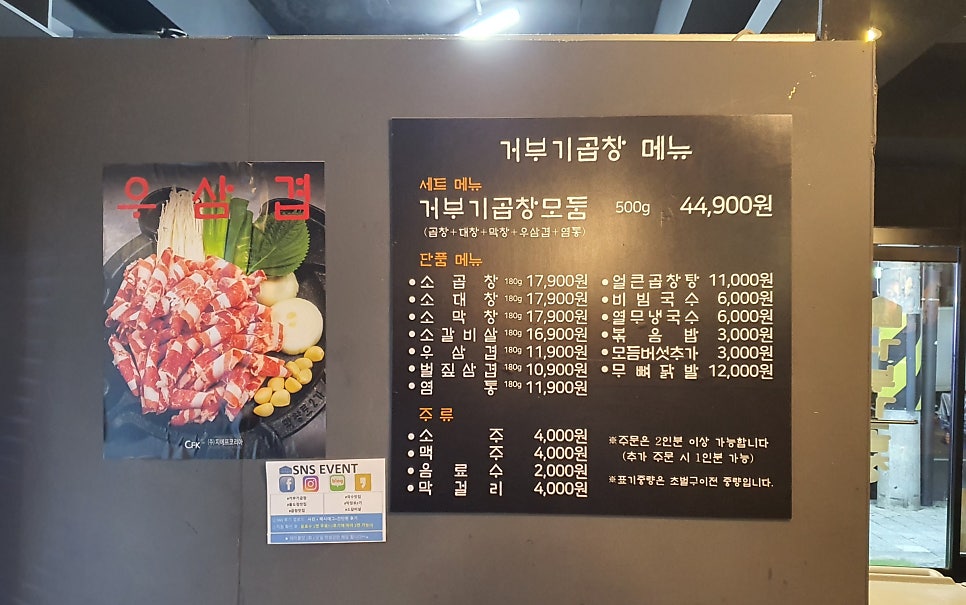 우삼겹
CFK (주)지에프코리아
SNS EVENT
거부기곱창 메뉴
세트 메뉴
거부기곱창모둠 500g 44,900원
(곱창+대창+막창+우삼겹+염통)
단품 메뉴
•소곱창 180g 17,900원
•소대창 180g 17,900원
•소막창 180g 17,900원
•소갈비살 180g 16,900원
•우삼겹 180g 11,900원
•벌집삼겹 180g 10,900원
•염통 180g 11,900원
•얼큰곱창탕 11,000원
•비빔국수 6,000원
•열무냉국수 6,000원
•볶음밥 3,000원
•모듬버섯추가 3,000원
•무뼈닭발 12,000원
주류
•소주 4,000원
•맥주 4,000원
•음료수 2,000원
•막걸리 4,000원
※주문은 2인분 이상 가능합니다
(추가 주문 시 1인분 가능)
※표기중량은 초벌구이전 중량입니다.